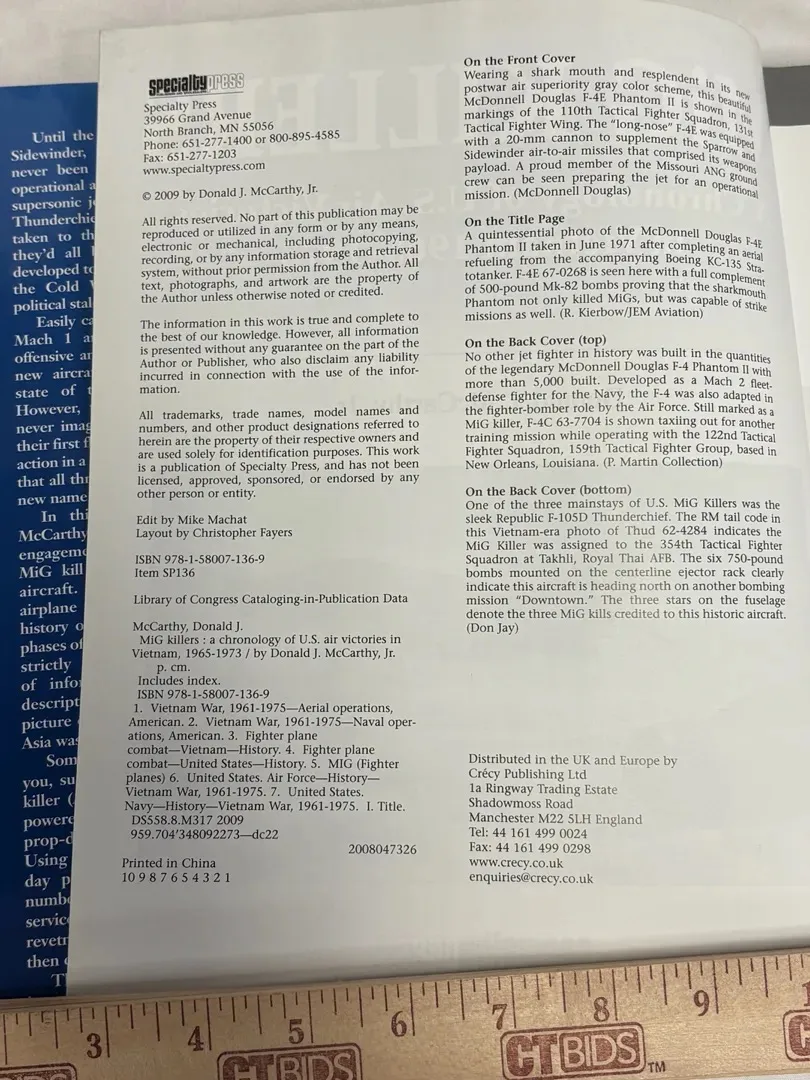 Until the
Sidewinder,
never been
operational a
supersonic j
Thunderchie
taken to th
they'd all
developed to
the Cold
political stal
Easily ca
Mach 1 a
offensive an
new aircra
state of t
However,
never imag
their first f
action in a
that all th
new name
In thi
McCarthy
engageme
MiG kill
aircraft.
airplane
history o
phases of
strictly
of info
descript
picture
Asia was
Som
you, su
killer (
powere
prop-d
Using
day p
numb
servic
revetr
then
T
specialtypress
Specialty Press
39966 Grand Avenue
North Branch, MN 55056
Phone: 651-277-1400 or 800-895-4585
Fax: 651-277-1203
www.specialtypress.com
© 2009 by Donald J. McCarthy, Jr.
All rights reserved. No part of this publication may be
reproduced or utilized in any form or by any means,
electronic or mechanical, including photocopying,
recording, or by any information storage and retrieval
system, without prior permission from the Author. All
text, photographs, and artwork are the property of
the Author unless otherwise noted or credited.
The information in this work is true and complete to
the best of our knowledge. However, all information
is presented without any guarantee on the part of the
Author or Publisher, who also disclaim any liability
incurred in connection with the use of the infor-
mation.
All trademarks, trade names, model names and
numbers, and other product designations referred to
herein are the property of their respective owners and
are used solely for identification purposes. This work
is a publication of Specialty Press, and has not been
licensed, approved, sponsored, or endorsed by any
other person or entity.
Edit by Mike Machat
Layout by Christopher Fayers
ISBN 978-1-58007-136-9
Item SP136
Library of Congress Cataloging-in-Publication Data
McCarthy, Donald J.
MiG killers : a chronology of U.S. air victories in
Vietnam, 1965-1973 / by Donald J. McCarthy, Jr.
p. cm.
Includes index.
ISBN 978-1-58007-136-9
1. Vietnam War, 1961-1975—Aerial operations,
American. 2. Vietnam War, 1961-1975—Naval oper-
ations, American. 3. Fighter plane
combat—Vietnam—History. 4. Fighter plane
combat—United States—History. 5. MIG (Fighter
planes) 6. United States. Air Force—History—
Vietnam War, 1961-1975. 7. United States.
Navy—History—Vietnam War, 1961-1975. I. Title.
DS558.8.M317 2009
959.704'348092273—dc22
2008047326
Printed in China
10 9 8 7 6 5 4 3 2 1
On the Front Cover
Wearing a shark mouth and resplendent in its new
postwar air superiority gray color scheme, this beautiful
McDonnell Douglas F-4E Phantom II is shown in the
markings of the 110th Tactical Fighter Squadron, 131st
Tactical Fighter Wing. The "long-nose" F-4E was equipped
with a 20-mm cannon to supplement the Sparrow and
Sidewinder air-to-air missiles that comprised its weapons
payload. A proud member of the Missouri ANG ground
crew can be seen preparing the jet for an operational
mission. (McDonnell Douglas)
On the Title Page
A quintessential photo of the McDonnell Douglas F-4E
Phantom II taken in June 1971 after completing an aerial
refueling from the accompanying Boeing KC-135 Stra-
totanker. F-4E 67-0268 is seen here with a full complement
of 500-pound Mk-82 bombs proving that the sharkmouth
Phantom not only killed MiGs, but was capable of strike
missions as well. (R. Kierbow/JEM Aviation)
On the Back Cover (top)
No other jet fighter in history was built in the quantities
of the legendary McDonnell Douglas F-4 Phantom II with
more than 5,000 built. Developed as a Mach 2 fleet-
defense fighter for the Navy, the F-4 was also adapted in
the fighter-bomber role by the Air Force. Still marked as a
MiG killer, F-4C 63-7704 is shown taxiing out for another
training mission while operating with the 122nd Tactical
Fighter Squadron, 159th Tactical Fighter Group, based in
New Orleans, Louisiana. (P. Martin Collection)
On the Back Cover (bottom)
One of the three mainstays of U.S. MiG Killers was the
sleek Republic F-105D Thunderchief. The RM tail code in
this Vietnam-era photo of Thud 62-4284 indicates the
MiG Killer was assigned to the 354th Tactical Fighter
Squadron at Takhli, Royal Thai AFB. The six 750-pound
bombs mounted on the centerline ejector rack clearly
indicate this aircraft is heading north on another bombing
mission "Downtown." The three stars on the fuselage
denote the three MiG kills credited to this historic aircraft.
(Don Jay)
Distributed in the UK and Europe by
Crécy Publishing Ltd
1a Ringway Trading Estate
Shadowmoss Road
Manchester M22 5LH England
Tel: 44 161 499 0024
Fax: 44 161 499 0298
www.crecy.co.uk
enquiries@crecy.co.uk
3 4 5 6 7 8 9
CTBIDS CTBIDS TM